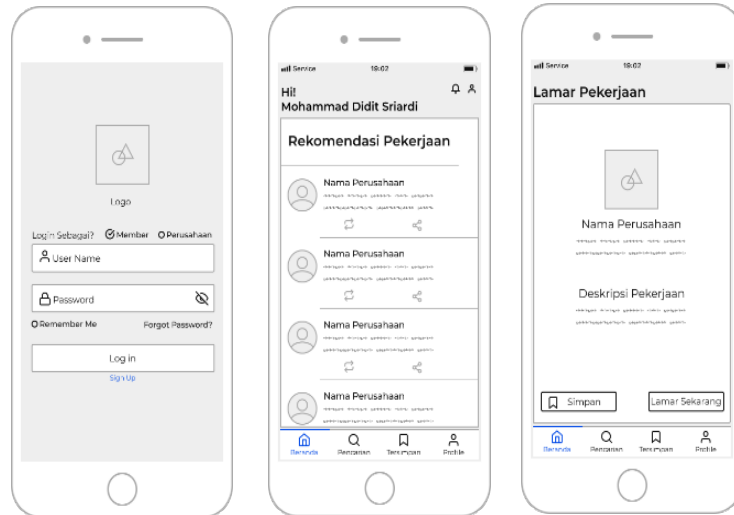 Logo
Login Sebagai? Member Perusahaan
User Name
Password
Remember Me Forgot Password?
Log in
Sign Up
Service 19:02
Hi!
Mohammad Didit Sriardi
Rekomendasi Pekerjaan
Nama Perusahaan
Nama Perusahaan
Nama Perusahaan
Nama Perusahaan
Beranda Pencarian Tersimpan Profile
Service 19:02
Lamar Pekerjaan
Nama Perusahaan
Deskripsi Pekerjaan
Simpan Lamar Sekarang
Beranda Pencarian Tersimpan Profile